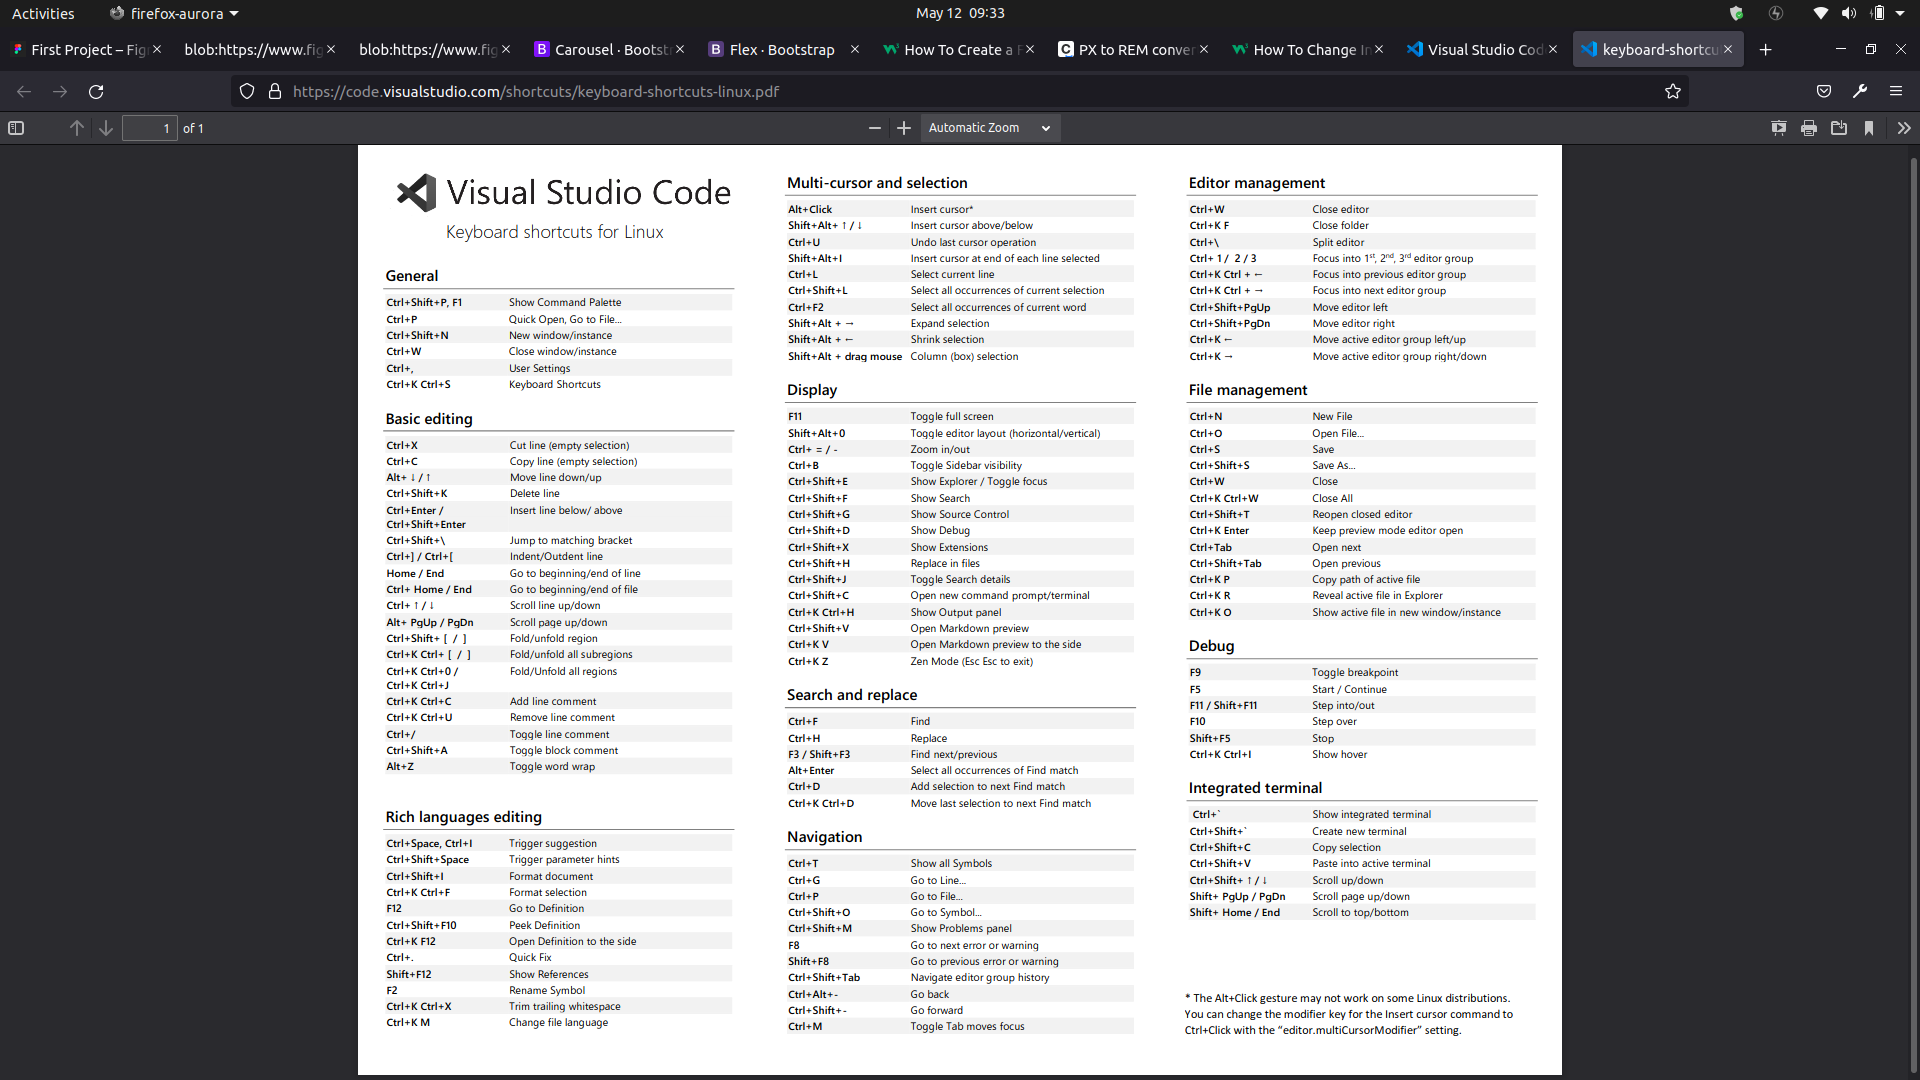 Activities
firefox-aurora
May 12 09:33
First Project – Fig
blob:https://www.fig
blob:https://www.fig
Carousel · Bootst
Flex · Bootstrap
How To Create a F
PX to REM conver
How To Change In
Visual Studio Cod
keyboard-shortcu
https://code.visualstudio.com/shortcuts/keyboard-shortcuts-linux.pdf
1 of 1
Automatic Zoom
Visual Studio Code
Keyboard shortcuts for Linux
General
Ctrl+Shift+P, F1 Show Command Palette
Ctrl+P Quick Open, Go to File...
Ctrl+Shift+N New window/instance
Ctrl+W Close window/instance
Ctrl+, User Settings
Ctrl+K Ctrl+S Keyboard Shortcuts
Basic editing
Ctrl+X Cut line (empty selection)
Ctrl+C Copy line (empty selection)
Alt+ ↓ / ↑ Move line down/up
Ctrl+Shift+K Delete line
Ctrl+Enter / Insert line below/ above
Ctrl+Shift+Enter
Ctrl+Shift+\ Jump to matching bracket
Ctrl+] / Ctrl+[ Indent/Outdent line
Home / End Go to beginning/end of line
Ctrl+ Home / End Go to beginning/end of file
Ctrl+ ↑ / ↓ Scroll line up/down
Alt+ PgUp / PgDn Scroll page up/down
Ctrl+Shift+ [ / ] Fold/unfold region
Ctrl+K Ctrl+ [ / ] Fold/unfold all subregions
Ctrl+K Ctrl+0 / Fold/Unfold all regions
Ctrl+K Ctrl+J
Ctrl+K Ctrl+C Add line comment
Ctrl+K Ctrl+U Remove line comment
Ctrl+/ Toggle line comment
Ctrl+Shift+A Toggle block comment
Alt+Z Toggle word wrap
Rich languages editing
Ctrl+Space, Ctrl+I Trigger suggestion
Ctrl+Shift+Space Trigger parameter hints
Ctrl+Shift+I Format document
Ctrl+K Ctrl+F Format selection
F12 Go to Definition
Ctrl+Shift+F10 Peek Definition
Ctrl+K F12 Open Definition to the side
Ctrl+. Quick Fix
Shift+F12 Show References
F2 Rename Symbol
Ctrl+K Ctrl+X Trim trailing whitespace
Ctrl+K M Change file language
Multi-cursor and selection
Alt+Click Insert cursor*
Shift+Alt+ ↑ / ↓ Insert cursor above/below
Ctrl+U Undo last cursor operation
Shift+Alt+I Insert cursor at end of each line selected
Ctrl+L Select current line
Ctrl+Shift+L Select all occurrences of current selection
Ctrl+F2 Select all occurrences of current word
Shift+Alt + → Expand selection
Shift+Alt + ← Shrink selection
Shift+Alt + drag mouse Column (box) selection
Display
F11 Toggle full screen
Shift+Alt+0 Toggle editor layout (horizontal/vertical)
Ctrl+ = / - Zoom in/out
Ctrl+B Toggle Sidebar visibility
Ctrl+Shift+E Show Explorer / Toggle focus
Ctrl+Shift+F Show Search
Ctrl+Shift+G Show Source Control
Ctrl+Shift+D Show Debug
Ctrl+Shift+X Show Extensions
Ctrl+Shift+H Replace in files
Ctrl+Shift+J Toggle Search details
Ctrl+Shift+C Open new command prompt/terminal
Ctrl+K Ctrl+H Show Output panel
Ctrl+Shift+V Open Markdown preview
Ctrl+K V Open Markdown preview to the side
Ctrl+K Z Zen Mode (Esc Esc to exit)
Search and replace
Ctrl+F Find
Ctrl+H Replace
F3 / Shift+F3 Find next/previous
Alt+Enter Select all occurrences of Find match
Ctrl+D Add selection to next Find match
Ctrl+K Ctrl+D Move last selection to next Find match
Navigation
Ctrl+T Show all Symbols
Ctrl+G Go to Line...
Ctrl+P Go to File...
Ctrl+Shift+O Go to Symbol...
Ctrl+Shift+M Show Problems panel
F8 Go to next error or warning
Shift+F8 Go to previous error or warning
Ctrl+Shift+Tab Navigate editor group history
Ctrl+Alt+- Go back
Ctrl+Shift+- Go forward
Ctrl+M Toggle Tab moves focus
Editor management
Ctrl+W Close editor
Ctrl+K F Close folder
Ctrl+\ Split editor
Ctrl+ 1 / 2 / 3 Focus into 1st, 2nd, 3rd editor group
Ctrl+K Ctrl + ← Focus into previous editor group
Ctrl+K Ctrl + → Focus into next editor group
Ctrl+Shift+PgUp Move editor left
Ctrl+Shift+PgDn Move editor right
Ctrl+K ← Move active editor group left/up
Ctrl+K → Move active editor group right/down
File management
Ctrl+N New File
Ctrl+O Open File...
Ctrl+S Save
Ctrl+Shift+S Save As...
Ctrl+W Close
Ctrl+K Ctrl+W Close All
Ctrl+Shift+T Reopen closed editor
Ctrl+K Enter Keep preview mode editor open
Ctrl+Tab Open next
Ctrl+Shift+Tab Open previous
Ctrl+K P Copy path of active file
Ctrl+K R Reveal active file in Explorer
Ctrl+K O Show active file in new window/instance
Debug
F9 Toggle breakpoint
F5 Start / Continue
F11 / Shift+F11 Step into/out
F10 Step over
Shift+F5 Stop
Ctrl+K Ctrl+I Show hover
Integrated terminal
Ctrl+` Show integrated terminal
Ctrl+Shift+` Create new terminal
Ctrl+Shift+C Copy selection
Ctrl+Shift+V Paste into active terminal
Ctrl+Shift+ ↑ / ↓ Scroll up/down
Shift+ PgUp / PgDn Scroll page up/down
Shift+ Home / End Scroll to top/bottom
* The Alt+Click gesture may not work on some Linux distributions.
You can change the modifier key for the Insert cursor command to
Ctrl+Click with the “editor.multiCursorModifier” setting.